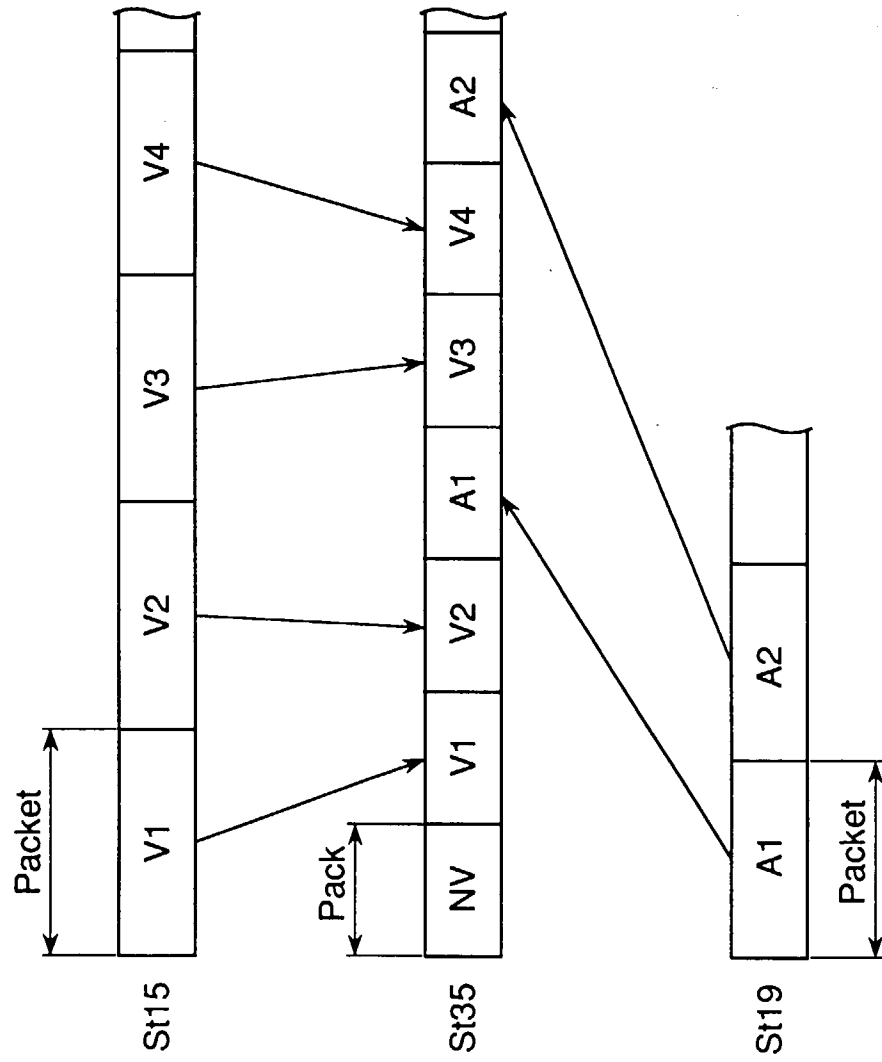 Packet
St15
V1
V2
V3
V4
Pack
St35
NV
V1
V2
A1
V3
V4
A2
St19
A1
A2
Packet